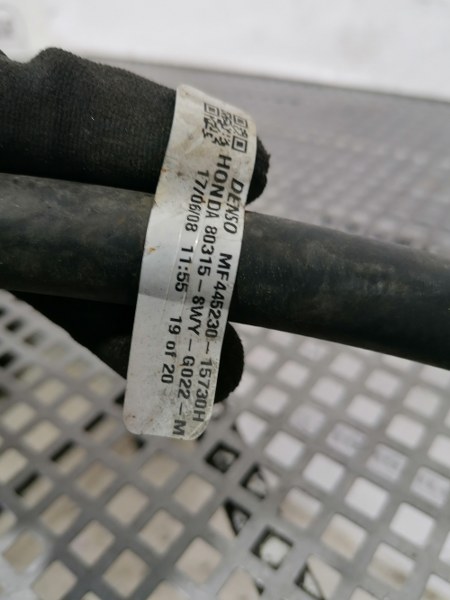 DENSO MF445230-15730H
HONDA 80315-8WY-G022-M
17/06/08 11:55 19 of 20